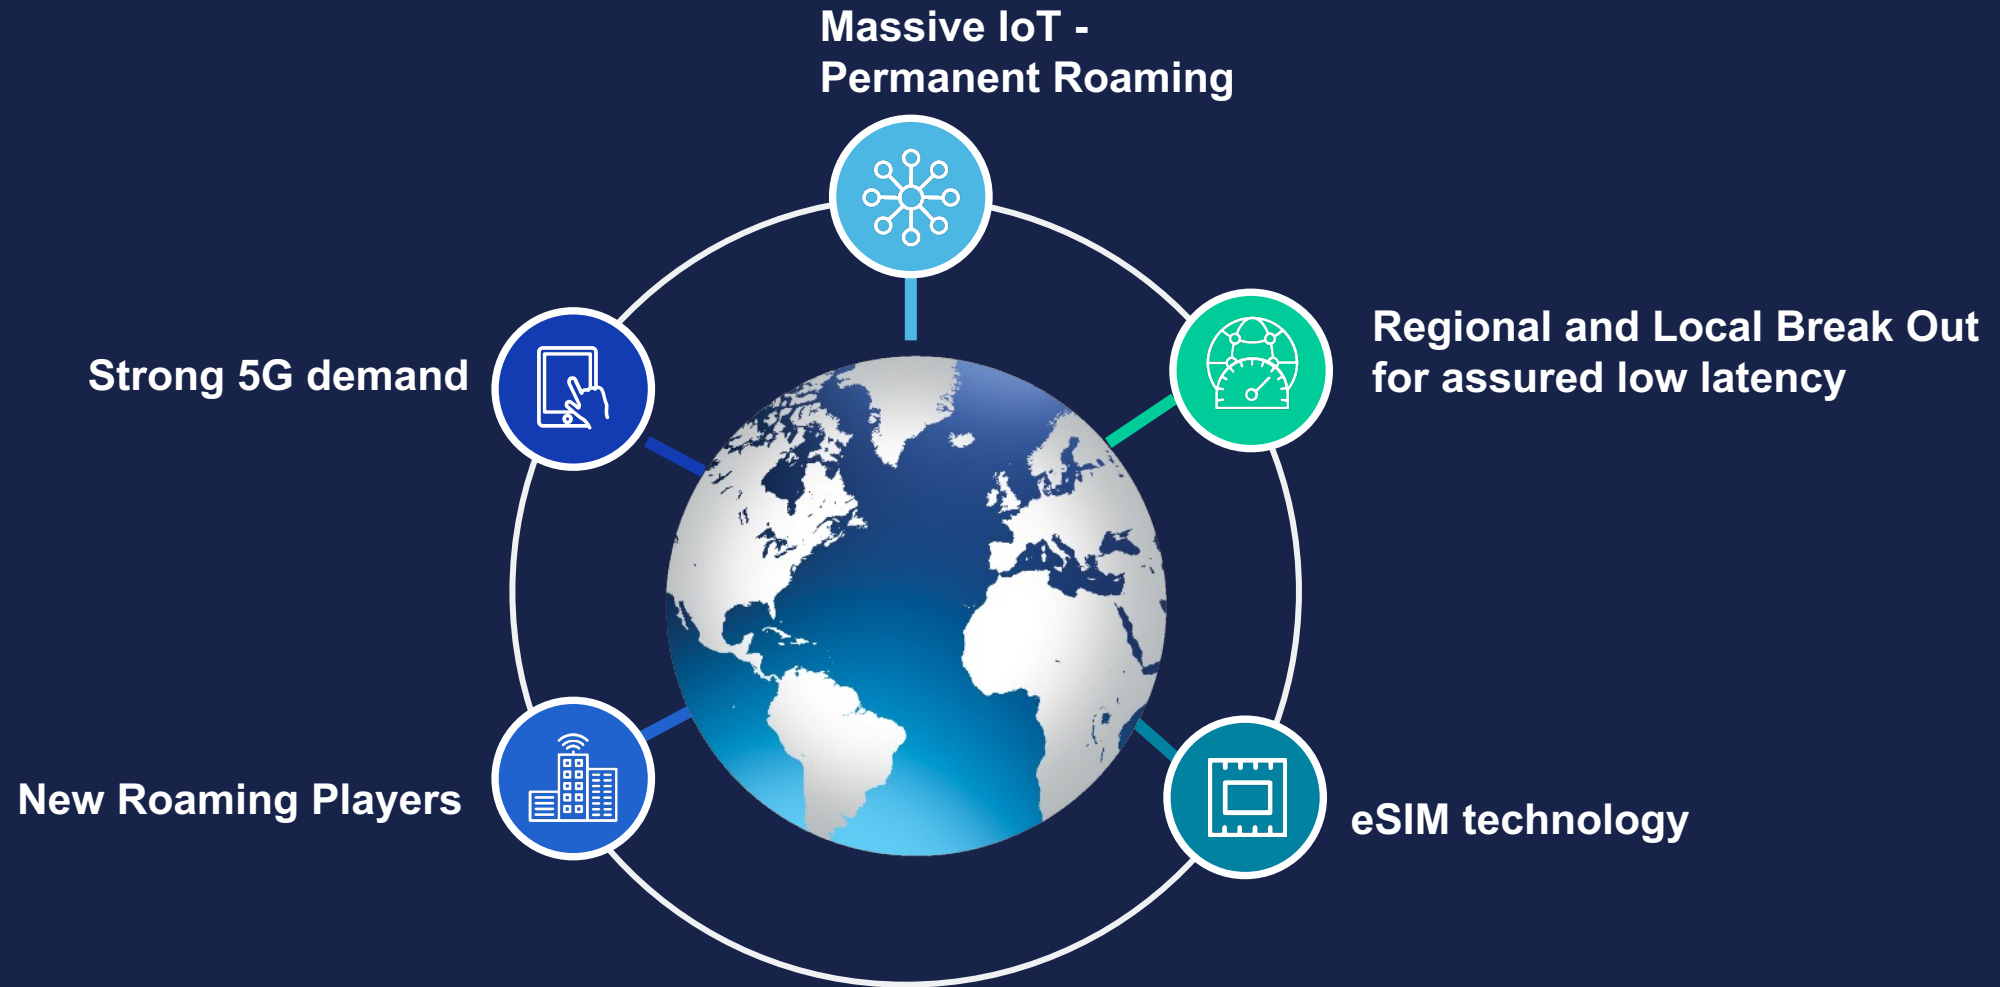 Massive IoT -
Permanent Roaming
Regional and Local Break Out
for assured low latency
Strong 5G demand
New Roaming Players
eSIM technology